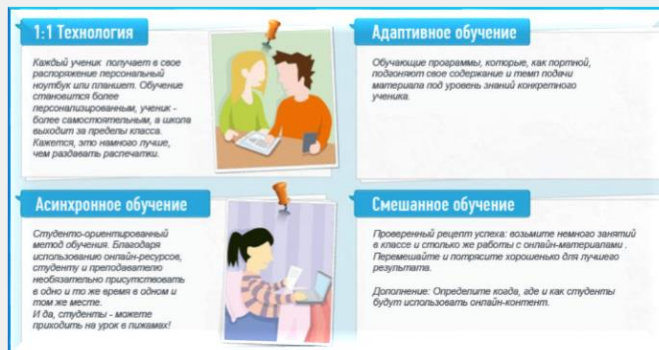 1:1 Технология
Каждый ученик получает в свое
распоряжение персональный
ноутбук или планшет. Обучение
становится более
персонализированным, ученик -
более самостоятельным, а школа
выходит за пределы класса.
Кажется, это намного лучше,
чем раздавать распечатки.
Адаптивное обучение
Обучающие программы, которые, как портной,
подгоняют свое содержание и темп подачи
материала под уровень знаний конкретного
ученика.
Асинхронное обучение
Студенто-ориентированный
метод обучения. Благодаря
использованию онлайн-ресурсов,
студенту и преподавателю
необязательно присутствовать
в одно и то же время в одном и
том же месте.
И да, студенты - можете
приходить на урок в пижамах!
Смешанное обучение
Проверенный рецепт успеха: возьмите немного занятий
в классе и столько же работы с онлайн-материалами .
Перемешайте и потрясите хорошенько для лучшего
результата.
Дополнение: Определите когда, где и как студенты
будут использовать онлайн-контент.